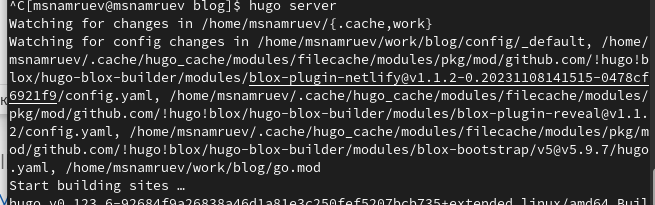 ^C[msnamruev@msnamruev blog]$ hugo server
Watching for changes in /home/msnamruev/{.cache,work}
Watching for config changes in /home/msnamruev/work/blog/config/_default, /home/
msnamruev/.cache/hugo_cache/modules/filecache/modules/pkg/mod/github.com/!hugo!b
lox/hugo-blox-builder/modules/blox-plugin-netlify@v1.1.2-0.20231108141515-0478cf
6921f9/config.yaml, /home/msnamruev/.cache/hugo_cache/modules/filecache/modules/
pkg/mod/github.com/!hugo!blox/hugo-blox-builder/modules/blox-plugin-reveal@v1.1.
2/config.yaml, /home/msnamruev/.cache/hugo_cache/modules/filecache/modules/pkg/m
od/github.com/!hugo!blox/hugo-blox-builder/modules/blox-bootstrap/v5@v5.9.7/hugo
.yaml, /home/msnamruev/work/blog/go.mod
Start building sites …
hugo v0.123.6-92684f9a26838a46d1a81e3c250fef5207bcb735+extended linux/amd64 Buil